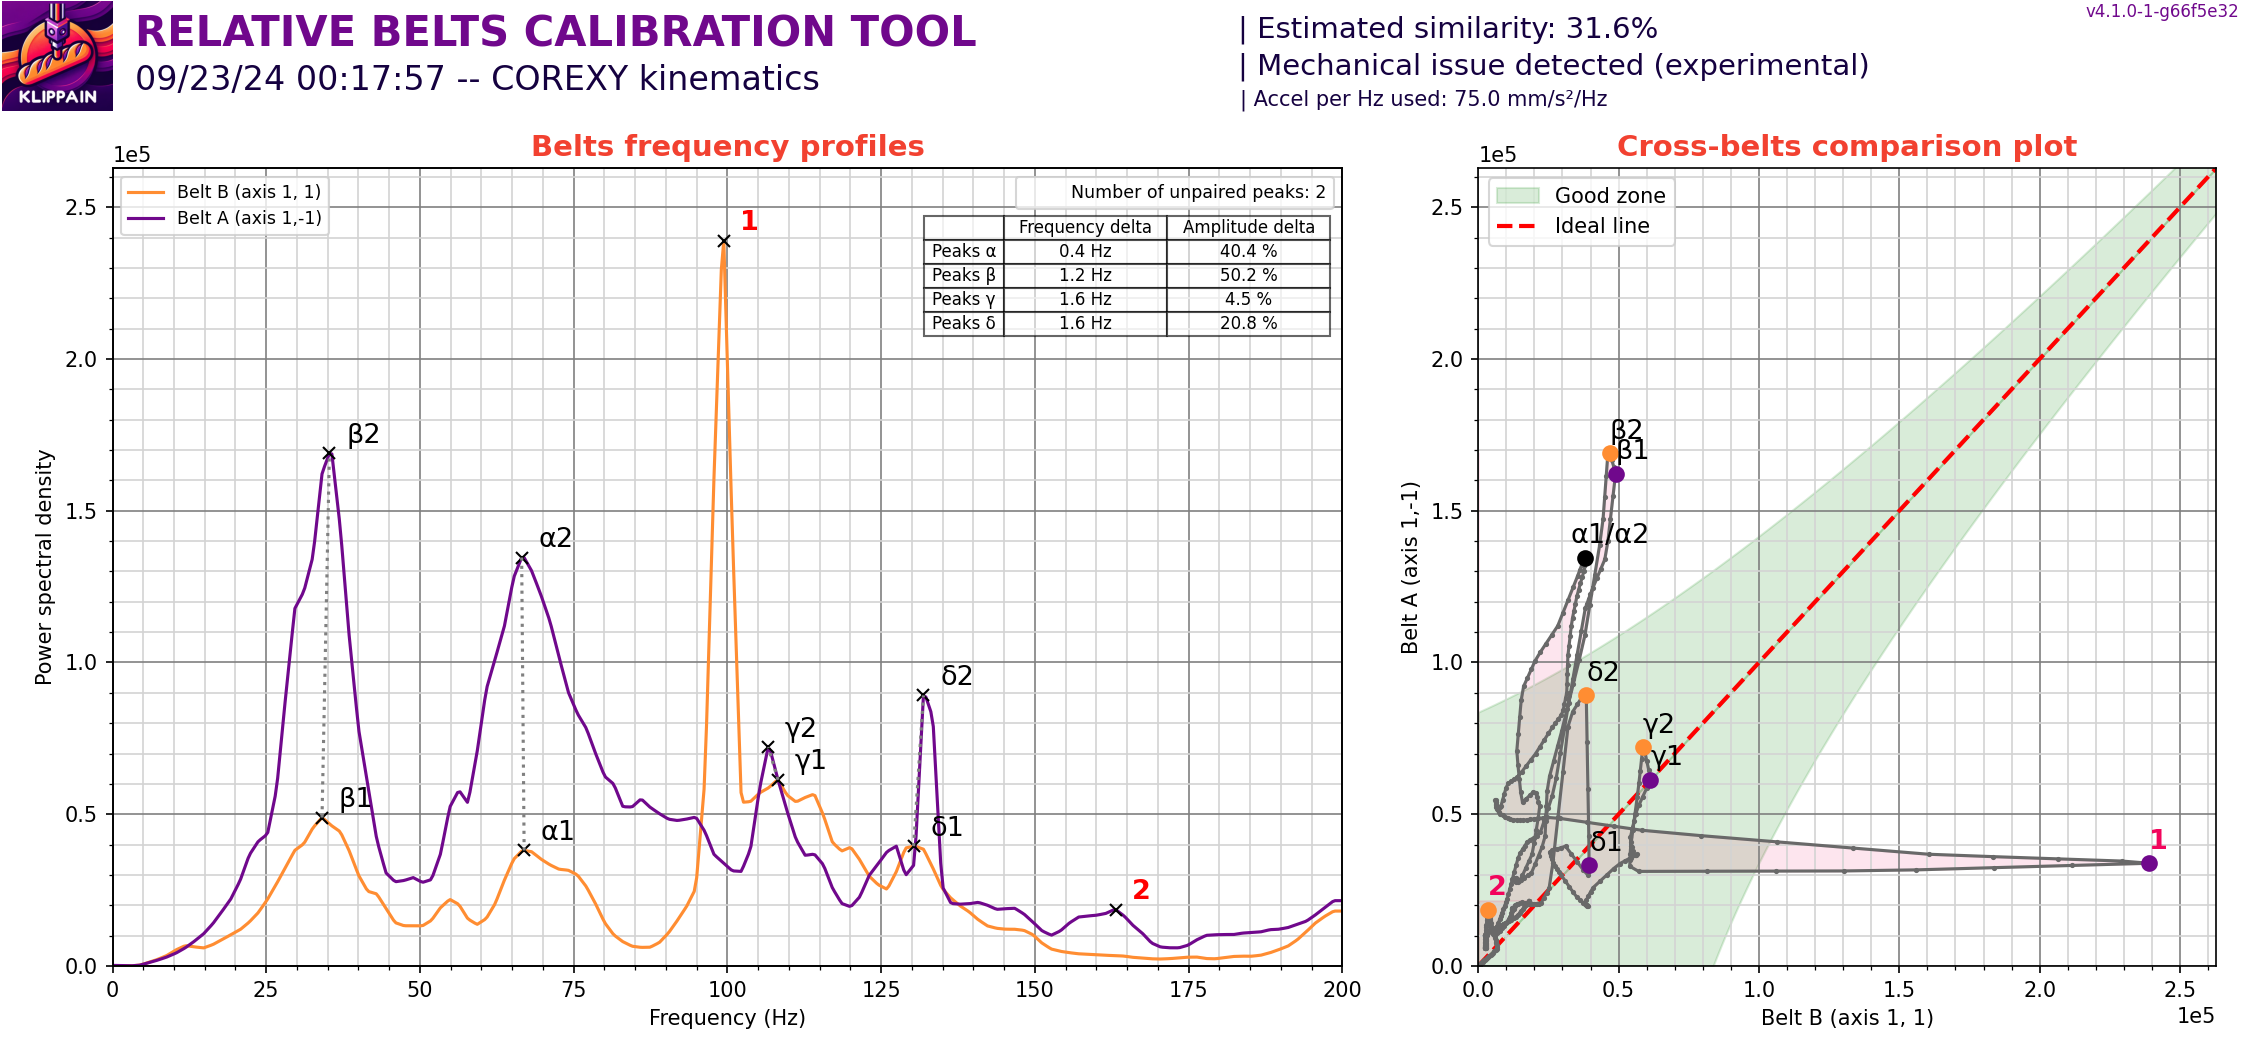 KLIPPAIN
RELATIVE BELTS CALIBRATION TOOL
09/23/24 00:17:57 -- COREXY kinematics
| Estimated similarity: 31.6%
| Mechanical issue detected (experimental)
| Accel per Hz used: 75.0 mm/s²/Hz
v4.1.0-1-g66f5e32
Belts frequency profiles
1e5
Belt B (axis 1, 1)
Belt A (axis 1,-1)
Number of unpaired peaks: 2
Frequency delta Amplitude delta
Peaks α 0.4 Hz 40.4 %
Peaks β 1.2 Hz 50.2 %
Peaks γ 1.6 Hz 4.5 %
Peaks δ 1.6 Hz 20.8 %
1
β2
α2
δ2
γ2
γ1
β1
α1
δ1
2
2.5
2.0
1.5
1.0
0.5
0.0
Power spectral density
0 25 50 75 100 125 150 175 200
Frequency (Hz)
Cross-belts comparison plot
1e5
Good zone
Ideal line
β2
β1
α1/α2
δ2
γ2
γ1
δ1
1
2
2.5
2.0
1.5
1.0
0.5
0.0
Belt A (axis 1,-1)
0.0 0.5 1.0 1.5 2.0 2.5
Belt B (axis 1, 1)
1e5